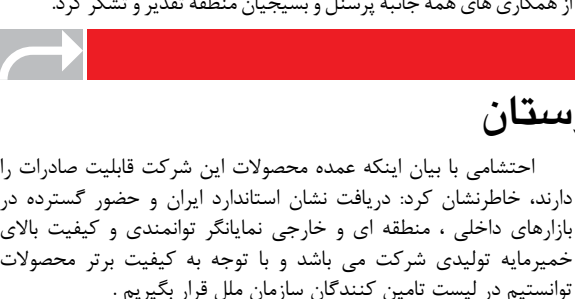 از همکاری های همه جانبه پرسنل و بسیجیان منطقه تقدیر و تشکر کرد.
احتشامی با بیان اینکه عمده محصولات این شرکت قابلیت صادرات را
دارند، خاطرنشان کرد: دریافت نشان استاندارد ایران و حضور گسترده در
بازارهای داخلی ، منطقه ای و خارجی نمایانگر توانمندی و کیفیت بالای
خمیرمایه تولیدی شرکت می باشد و با توجه به کیفیت برتر محصولات
توانستیم در لیست تامین کنندگان سازمان ملل قرار بگیریم .